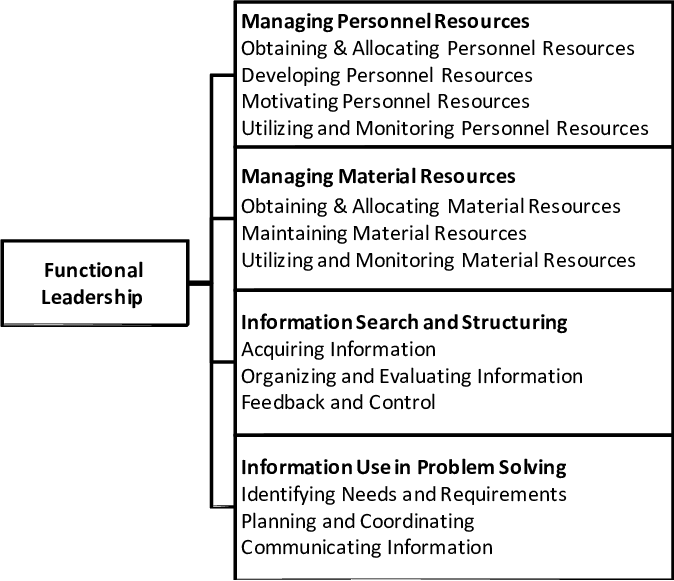 Functional
Leadership
Managing Personnel Resources
Obtaining & Allocating Personnel Resources
Developing Personnel Resources
Motivating Personnel Resources
Utilizing and Monitoring Personnel Resources
Managing Material Resources
Obtaining & Allocating Material Resources
Maintaining Material Resources
Utilizing and Monitoring Material Resources
Information Search and Structuring
Acquiring Information
Organizing and Evaluating Information
Feedback and Control
Information Use in Problem Solving
Identifying Needs and Requirements
Planning and Coordinating
Communicating Information